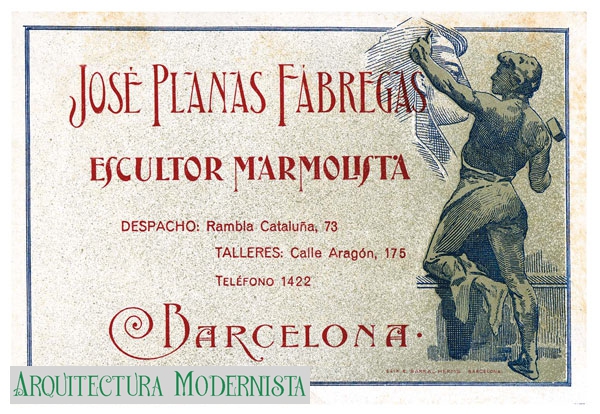 JOSÉ PLANAS FÁBREGAS
ESCULTOR MARMOLISTA
DESPACHO: Rambla Cataluña, 73
TALLERES: Calle Aragón, 175
TELÉFONO 1422
BARCELONA.
ARQUITECTURA MODERNISTA